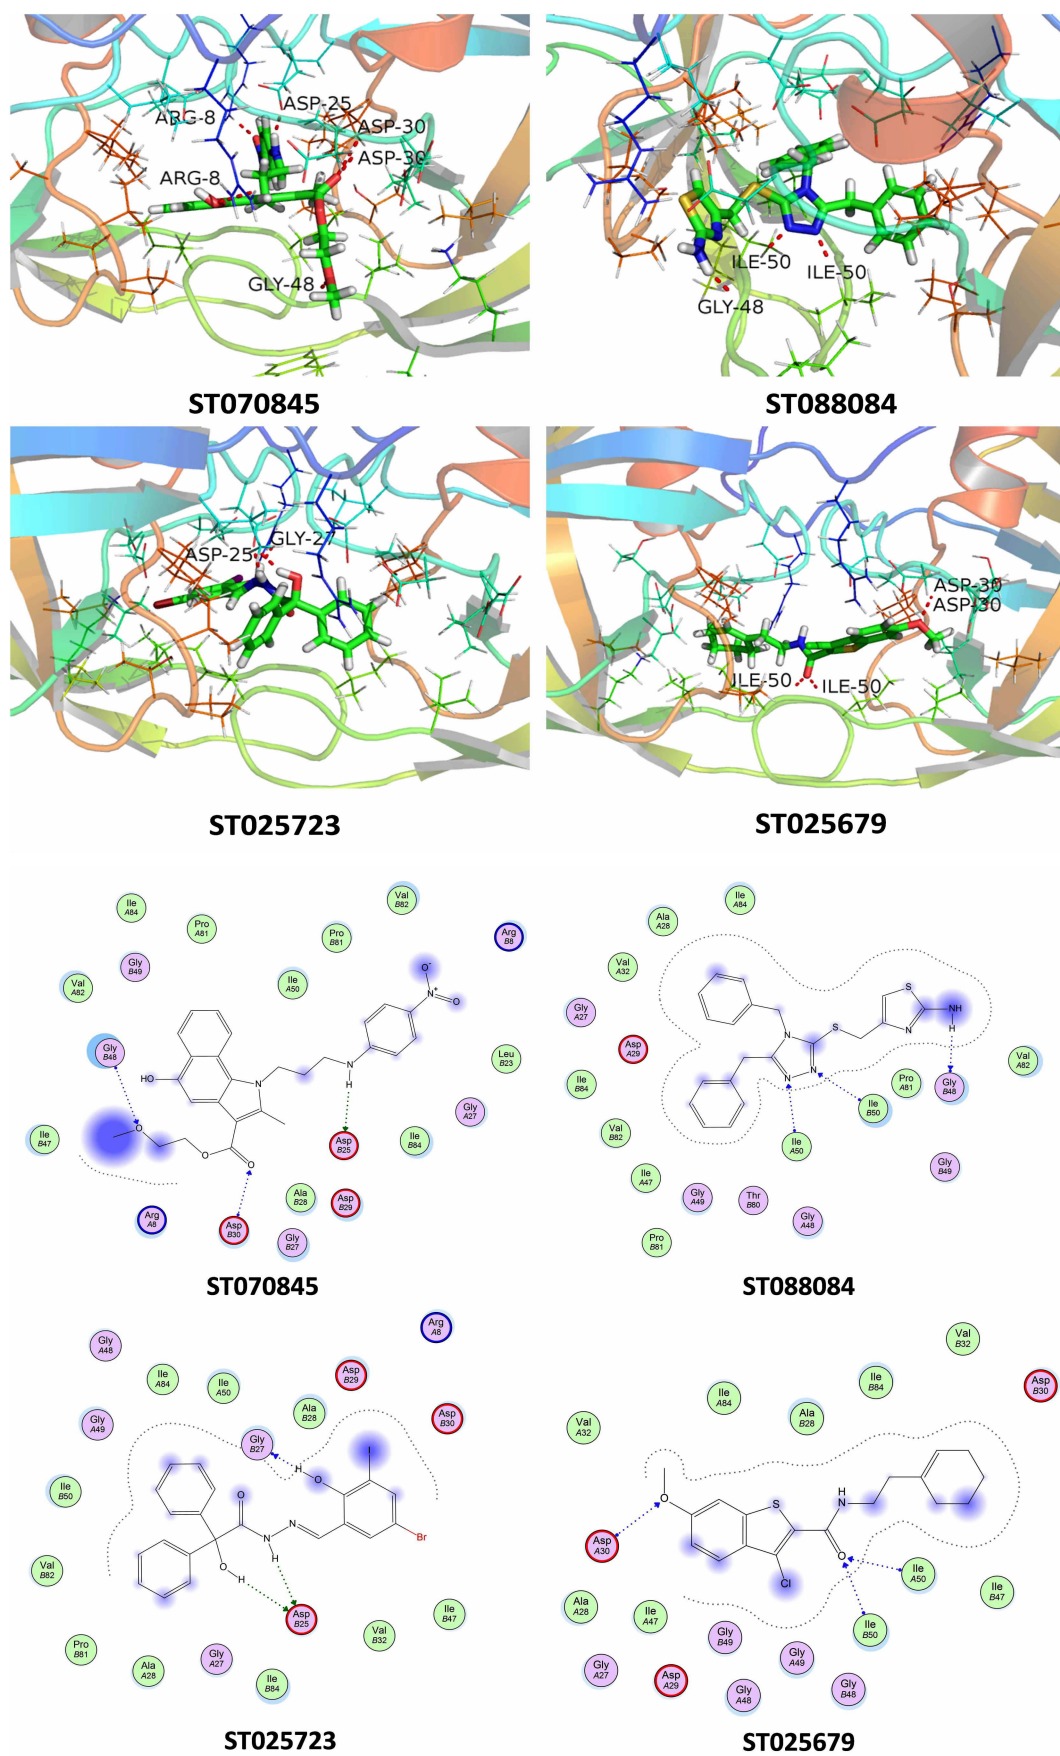 ARG-8
ASP-25
ASP-30
ASP-30
ARG-8
GLY-48
ST070845
ILE-50
ILE-50
GLY-48
ST088084
GLY-27
ASP-25
ST025723
ASP-30
ASP-30
ILE-50
ILE-50
ST025679
Val
B82
Ile
A84
Pro
A81
Pro
B81
Arg
B8
Gly
B49
Val
A82
Ile
A50
O-
N+
O
Gly
48
Leu
B23
HO
N
N
H
Gly
A27
O
Ile
B47
Asp
B25
Ile
B84
O
O
Ala
B28
Asp
B29
Arg
A8
Asp
B30
Gly
B27
ST070845
Ile
A84
Ala
A28
Val
A32
S
NH
Gly
A27
H
N
S
N
Asp
A29
N
N
Val
A82
Ile
B84
Pro
A81
Gly
B48
Ile
B50
Val
B82
Ile
A50
Ile
A47
Gly
B49
Gly
A49
Thr
B80
Gly
A48
Pro
B81
ST088084
Arg
A8
Gly
A48
Ile
A84
Ile
A50
Asp
B29
Ala
B28
Gly
A49
Asp
B30
Gly
B27
I
H
O
Ile
B50
O
N
N
H
Br
Val
B82
O
H
Asp
B25
Ile
B47
Val
B32
Pro
B81
Ala
A28
Gly
A27
Ile
B84
ST025723
Val
B32
Ile
B84
Asp
B30
Ile
A84
Ala
B28
Val
A32
O
S
H
N
Asp
A30
O
Cl
Ile
A50
Ile
B47
Ala
A28
Ile
A47
Ile
B50
Gly
B49
Gly
A27
Asp
A29
Gly
A49
Gly
A48
Gly
B48
ST025679